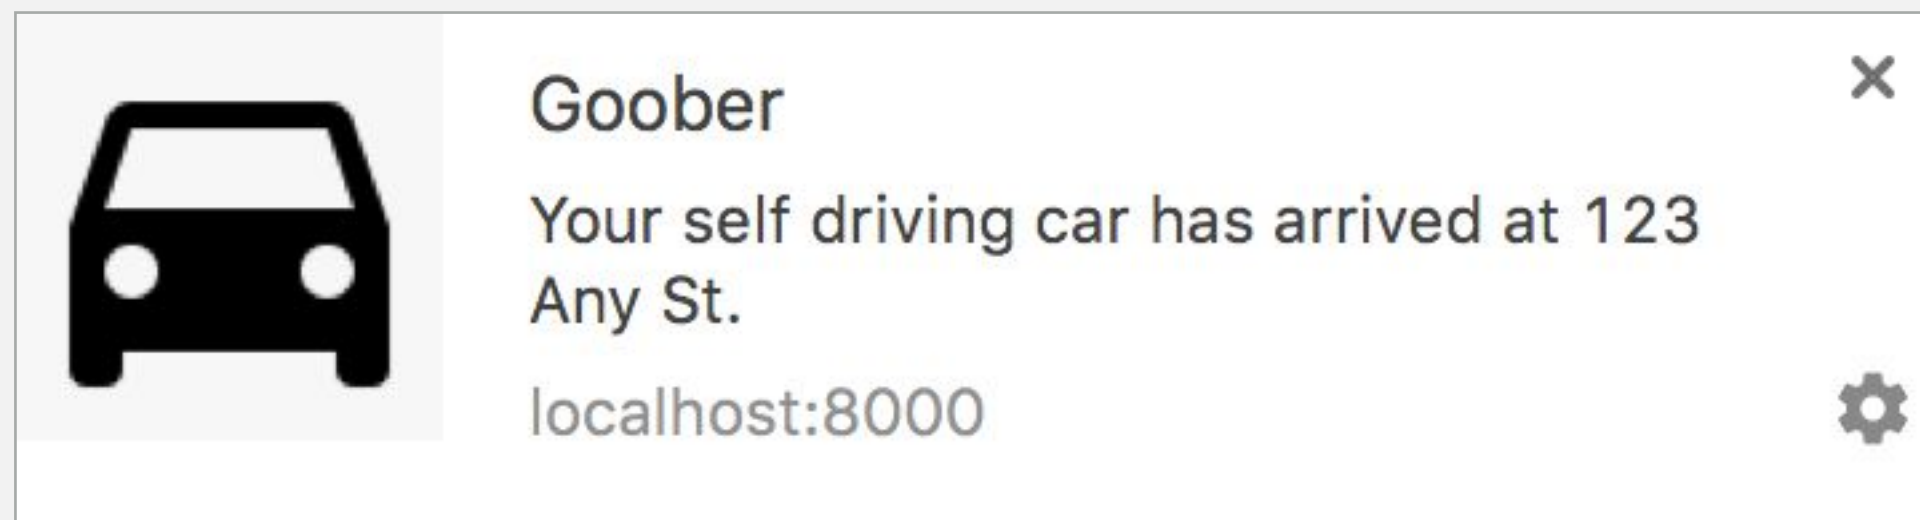 Goober
Your self driving car has arrived at 123
Any St.
localhost:8000